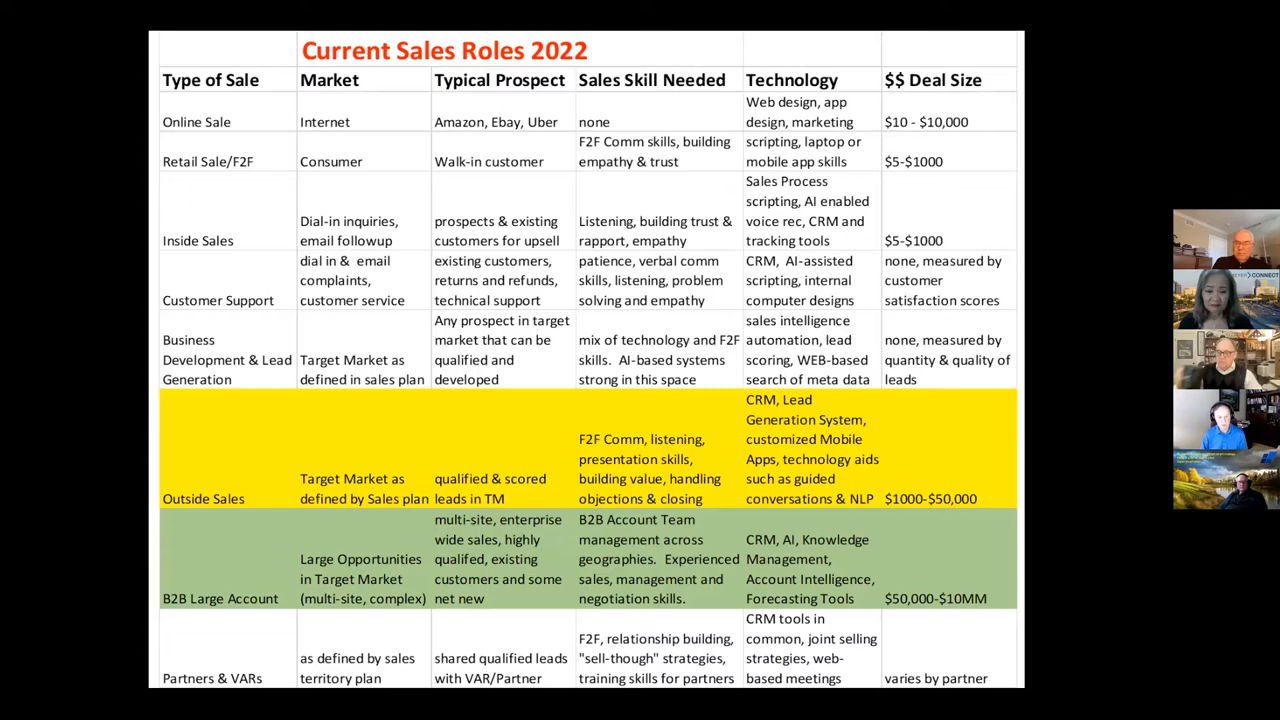 Current Sales Roles 2022
Type of Sale Market Typical Prospect Sales Skill Needed Technology $$ Deal Size
Online Sale
Internet
Amazon, Ebay, Uber
none
Web design, app
design, marketing
$10 - $10,000
Retail Sale/F2F
Consumer
Walk-in customer
F2F Comm skills, building
empathy & trust
scripting, laptop or
mobile app skills
$5-$1000
Inside Sales
Dial-in inquiries,
email followup
prospects & existing
customers for upsell
Listening, building trust &
rapport, empathy
Sales Process
scripting, AI enabled
voice rec, CRM and
tracking tools
$5-$1000
Customer Support
dial in & email
complaints,
customer service
existing customers,
returns and refunds,
technical support
patience, verbal comm
skills, listening, problem
solving and empathy
CRM, AI-assisted
scripting, internal
computer designs
none, measured by
customer
satisfaction scores
Business
Development & Lead
Generation
Target Market as
defined in sales plan
Any prospect in target
market that can be
qualified and
developed
mix of technology and F2F
skills. AI-based systems
strong in this space
sales intelligence
automation, lead
scoring, WEB-based
search of meta data
none, measured by
quantity & quality of
leads
Outside Sales
Target Market as
defined by Sales plan
qualified & scored
leads in TM
F2F Comm, listening,
presentation skills,
building value, handling
objections & closing
CRM, Lead
Generation System,
customized Mobile
Apps, technology aids
such as guided
conversations & NLP
$1000-$50,000
B2B Large Account
Large Opportunities
in Target Market
(multi-site, complex)
multi-site, enterprise
wide sales, highly
qualifed, existing
customers and some
net new
B2B Account Team
management across
geographies. Experienced
sales, management and
negotiation skills.
CRM, AI, Knowledge
Management,
Account Intelligence,
Forecasting Tools
$50,000-$10MM
Partners & VARs
as defined by sales
territory plan
shared qualified leads
with VAR/Partner
F2F, relationship building,
"sell-though" strategies,
training skills for partners
CRM tools in
common, joint selling
strategies, web-
based meetings
varies by partner
CONNECT